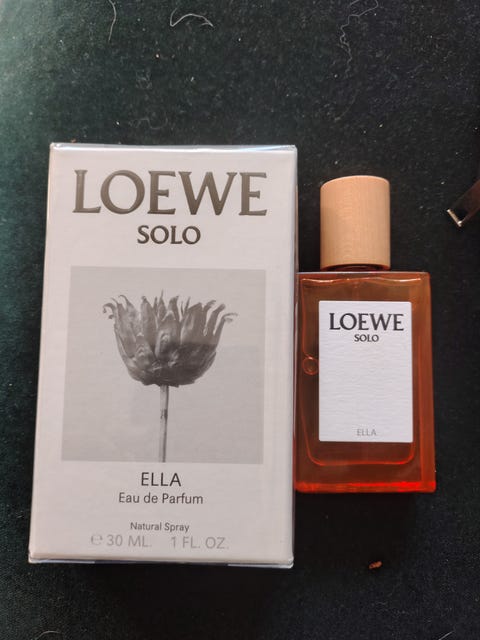 LOEWE
SOLO
ELLA
Eau de Parfum
Natural Spray
℮ 30 ML. 1 FL. OZ.
LOEWE
SOLO
ELLA